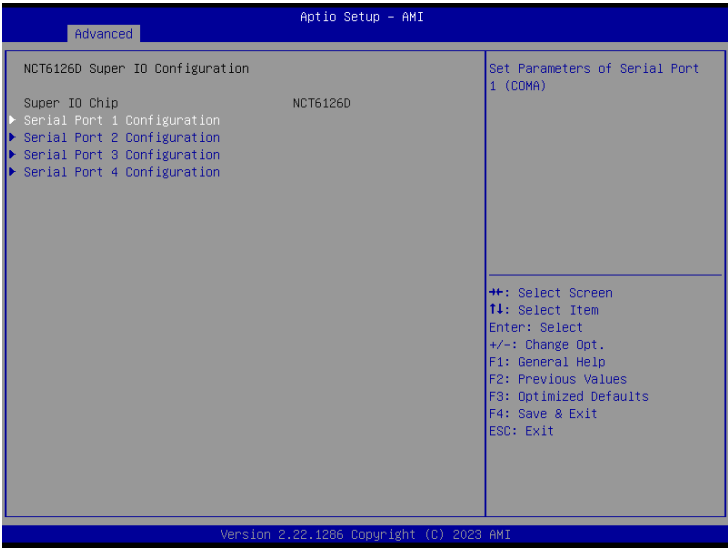 Aptio Setup – AMI
Advanced
NCT6126D Super IO Configuration
Super IO Chip NCT6126D
Serial Port 1 Configuration
Serial Port 2 Configuration
Serial Port 3 Configuration
Serial Port 4 Configuration
Set Parameters of Serial Port
1 (COMA)
→←: Select Screen
↑↓: Select Item
Enter: Select
+/-: Change Opt.
F1: General Help
F2: Previous Values
F3: Optimized Defaults
F4: Save & Exit
ESC: Exit
Version 2.22.1286 Copyright (C) 2023 AMI